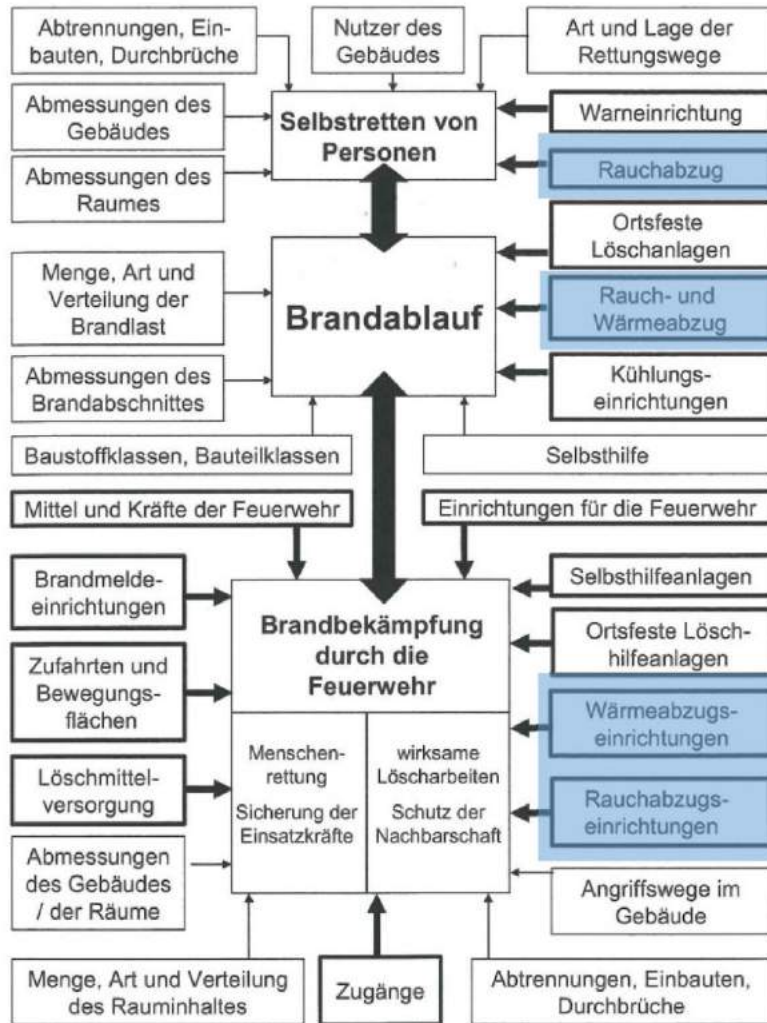 Abtrennungen, Ein-
bauten, Durchbrüche
Nutzer des
Gebäudes
Art und Lage der
Rettungswege
Abmessungen des
Gebäudes
Selbstretten von
Personen
Warneinrichtung
Abmessungen des
Raumes
Rauchabzug
Menge, Art und
Verteilung der
Brandlast
Brandablauf
Ortsfeste
Löschanlagen
Rauch- und
Wärmeabzug
Abmessungen des
Brandabschnittes
Kühlungs-
einrichtungen
Baustoffklassen, Bauteilklassen
Selbsthilfe
Mittel und Kräfte der Feuerwehr
Einrichtungen für die Feuerwehr
Brandmelde-
einrichtungen
Brandbekämpfung
durch die
Feuerwehr
Selbsthilfeanlagen
Zufahrten und
Bewegungs-
flächen
Ortsfeste Lösch-
hilfeanlagen
Menschen-
rettung
Sicherung der
Einsatzkräfte
wirksame
Löscharbeiten
Schutz der
Nachbarschaft
Wärmeabzugs-
einrichtungen
Löschmittel-
versorgung
Rauchabzugs-
einrichtungen
Abmessungen
des Gebäudes
/ der Räume
Angriffswege im
Gebäude
Menge, Art und Verteilung
des Rauminhaltes
Zugänge
Abtrennungen, Einbauten,
Durchbrüche